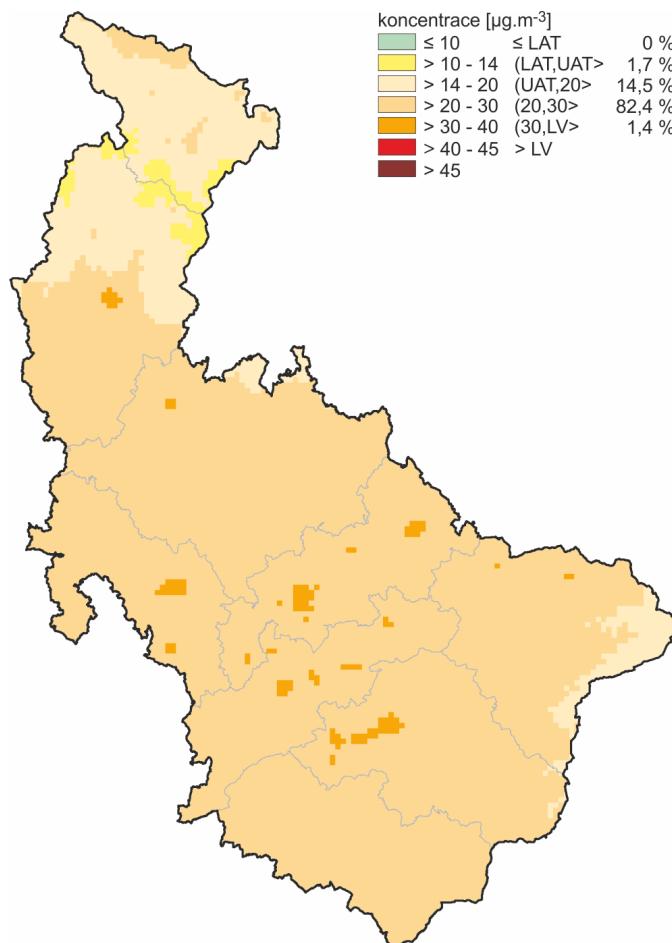 koncentrace [µg.m-3]
≤ 10 ≤ LAT 0 %
> 10 - 14 (LAT,UAT> 1,7 %
> 14 - 20 (UAT,20> 14,5 %
> 20 - 30 (20,30> 82,4 %
> 30 - 40 (30,LV> 1,4 %
> 40 - 45 > LV
> 45